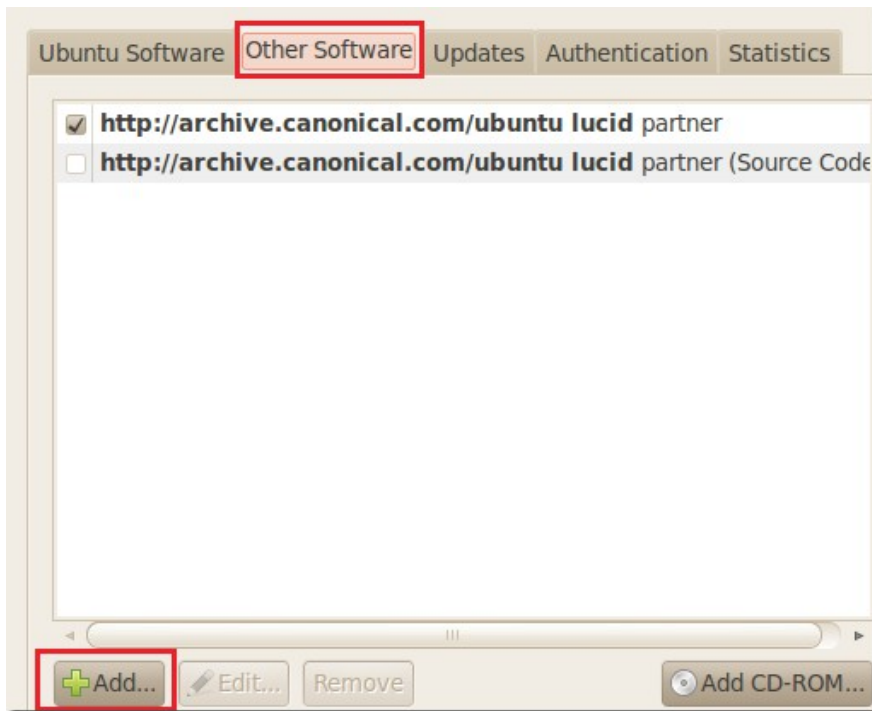 Ubuntu Software Other Software Updates Authentication Statistics
http://archive.canonical.com/ubuntu lucid partner
http://archive.canonical.com/ubuntu lucid partner (Source Code
Add... Edit... Remove Add CD-ROM...